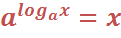 a^{log_a x} = x